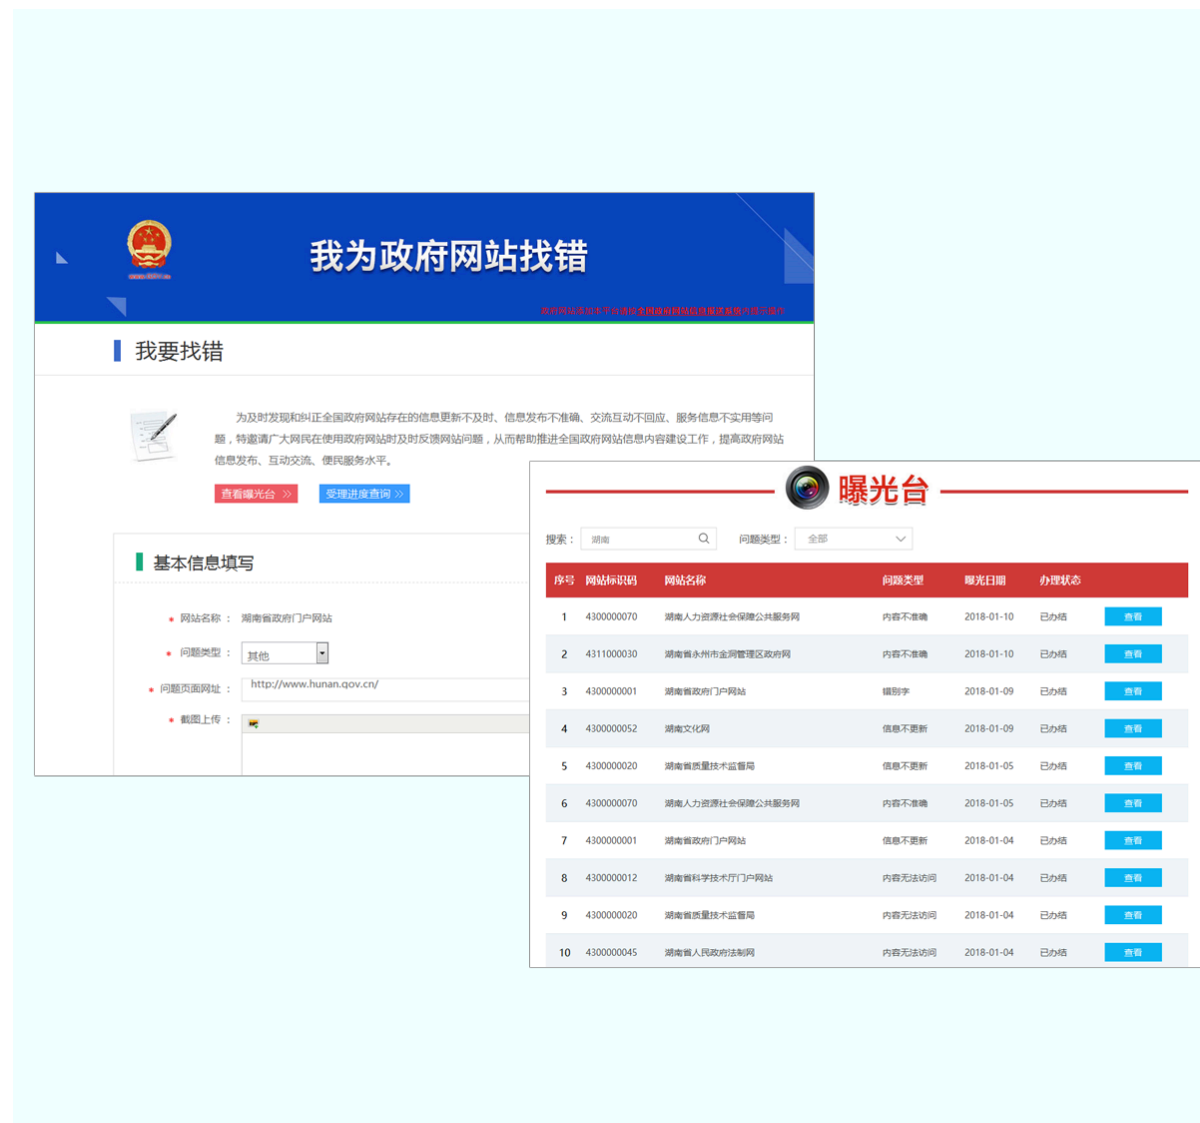 我为政府网站找错
我要找错
为及时发现和纠正全国政府网站存在的信息更新不及时、信息发布不准确、交流互动不回应、服务信息不实用等问
题，特邀请广大网民在使用政府网站时及时反馈网站问题，从而帮助推进全国政府网站信息内容建设工作，提高政府网站
信息发布、互动交流、便民服务水平。
查看曝光台 >> 受理进度查询 >>
基本信息填写
* 网站名称： 湖南省政府门户网站
* 问题类型： 其他
* 问题页面网址： http://www.hunan.gov.cn/
* 截图上传：
曝光台
搜索： 湖南 问题类型： 全部
序号 网站标识码 网站名称 问题类型 曝光日期 办理状态
1 4300000070 湖南人力资源社会保障公共服务网 内容不准确 2018-01-10 已办结 查看
2 4311000030 湖南省永州市金洞管理区政府网 内容不准确 2018-01-10 已办结 查看
3 4300000001 湖南省政府门户网站 错别字 2018-01-09 已办结 查看
4 4300000052 湖南文化网 信息不更新 2018-01-09 已办结 查看
5 4300000020 湖南省质量技术监督局 信息不更新 2018-01-05 已办结 查看
6 4300000070 湖南人力资源社会保障公共服务网 内容不准确 2018-01-05 已办结 查看
7 4300000001 湖南省政府门户网站 信息不更新 2018-01-04 已办结 查看
8 4300000012 湖南省科学技术厅门户网站 内容无法访问 2018-01-04 已办结 查看
9 4300000020 湖南省质量技术监督局 内容无法访问 2018-01-04 已办结 查看
10 4300000045 湖南省人民政府法制网 内容无法访问 2018-01-04 已办结 查看